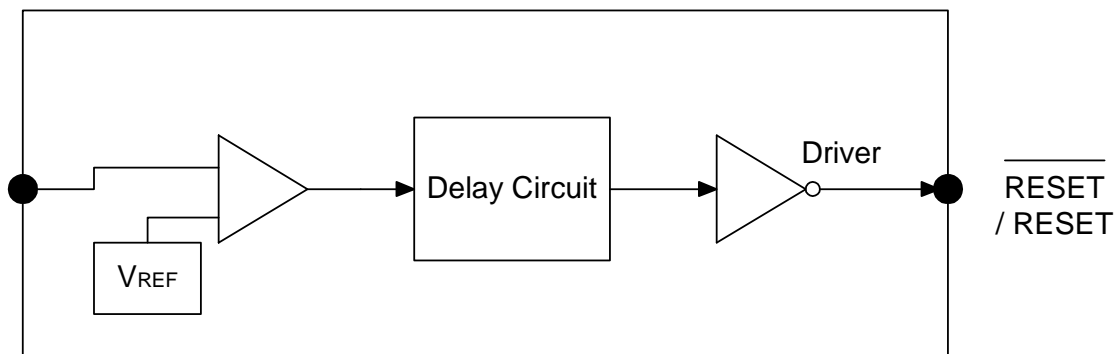 Driver
Delay Circuit
RESET
/ RESET
VREF